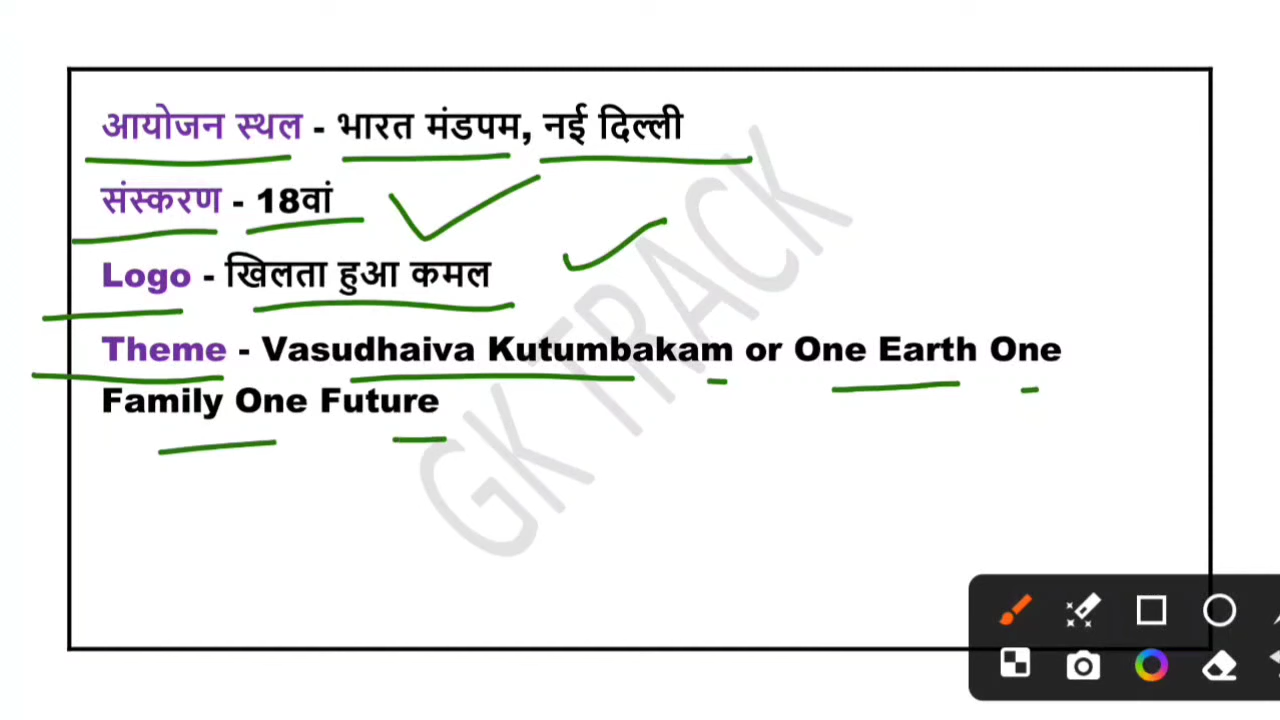 आयोजन स्थल - भारत मंडपम, नई दिल्ली
संस्करण - 18वां
Logo - खिलता हुआ कमल
Theme - Vasudhaiva Kutumbakam or One Earth One
Family One Future
GK TRACK